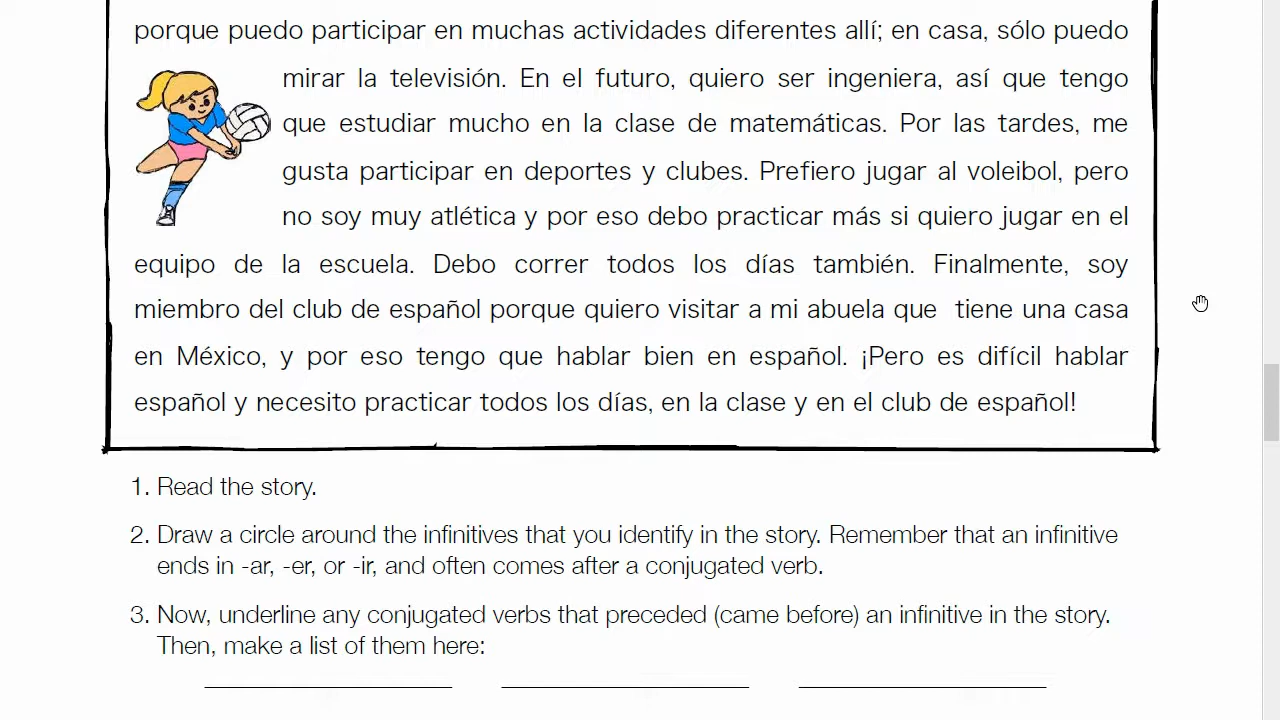 porque puedo participar en muchas actividades diferentes allí; en casa, sólo puedo
mirar la televisión. En el futuro, quiero ser ingeniera, así que tengo
que estudiar mucho en la clase de matemáticas. Por las tardes, me
gusta participar en deportes y clubes. Prefiero jugar al voleibol, pero
no soy muy atlética y por eso debo practicar más si quiero jugar en el
equipo de la escuela. Debo correr todos los días también. Finalmente, soy
miembro del club de español porque quiero visitar a mi abuela que tiene una casa
en México, y por eso tengo que hablar bien en español. ¡Pero es difícil hablar
español y necesito practicar todos los días, en la clase y en el club de español!
1. Read the story.
2. Draw a circle around the infinitives that you identify in the story. Remember that an infinitive
ends in -ar, -er, or -ir, and often comes after a conjugated verb.
3. Now, underline any conjugated verbs that preceded (came before) an infinitive in the story.
Then, make a list of them here: